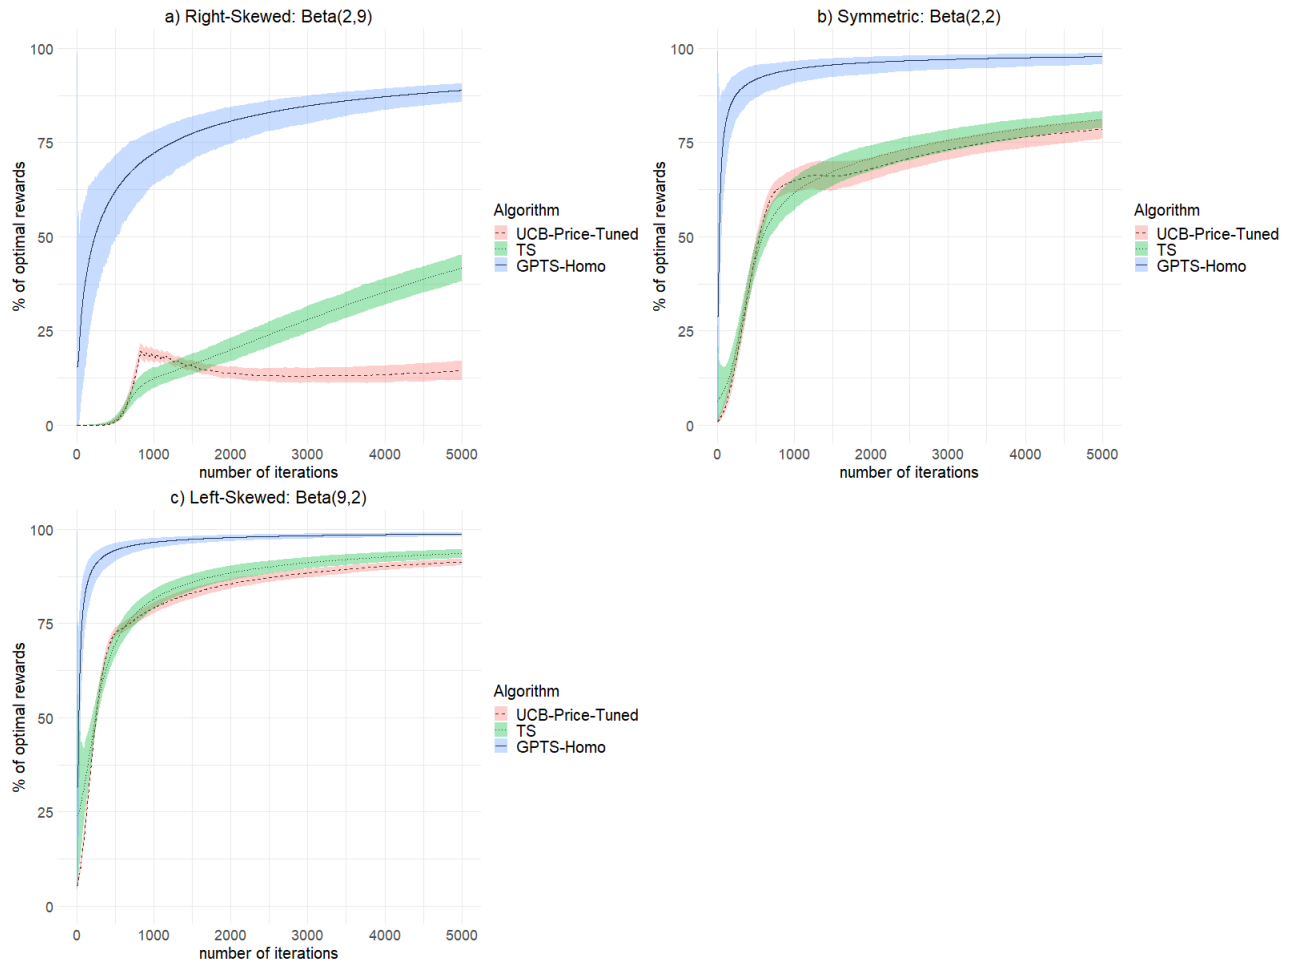 a) Right-Skewed: Beta(2,9)
100
75
50
25
0
% of optimal rewards
0 1000 2000 3000 4000 5000
number of iterations
Algorithm
UCB-Price-Tuned
TS
GPTS-Homo
b) Symmetric: Beta(2,2)
100
75
50
25
0
% of optimal rewards
0 1000 2000 3000 4000 5000
number of iterations
Algorithm
UCB-Price-Tuned
TS
GPTS-Homo
c) Left-Skewed: Beta(9,2)
100
75
50
25
0
% of optimal rewards
0 1000 2000 3000 4000 5000
number of iterations
Algorithm
UCB-Price-Tuned
TS
GPTS-Homo